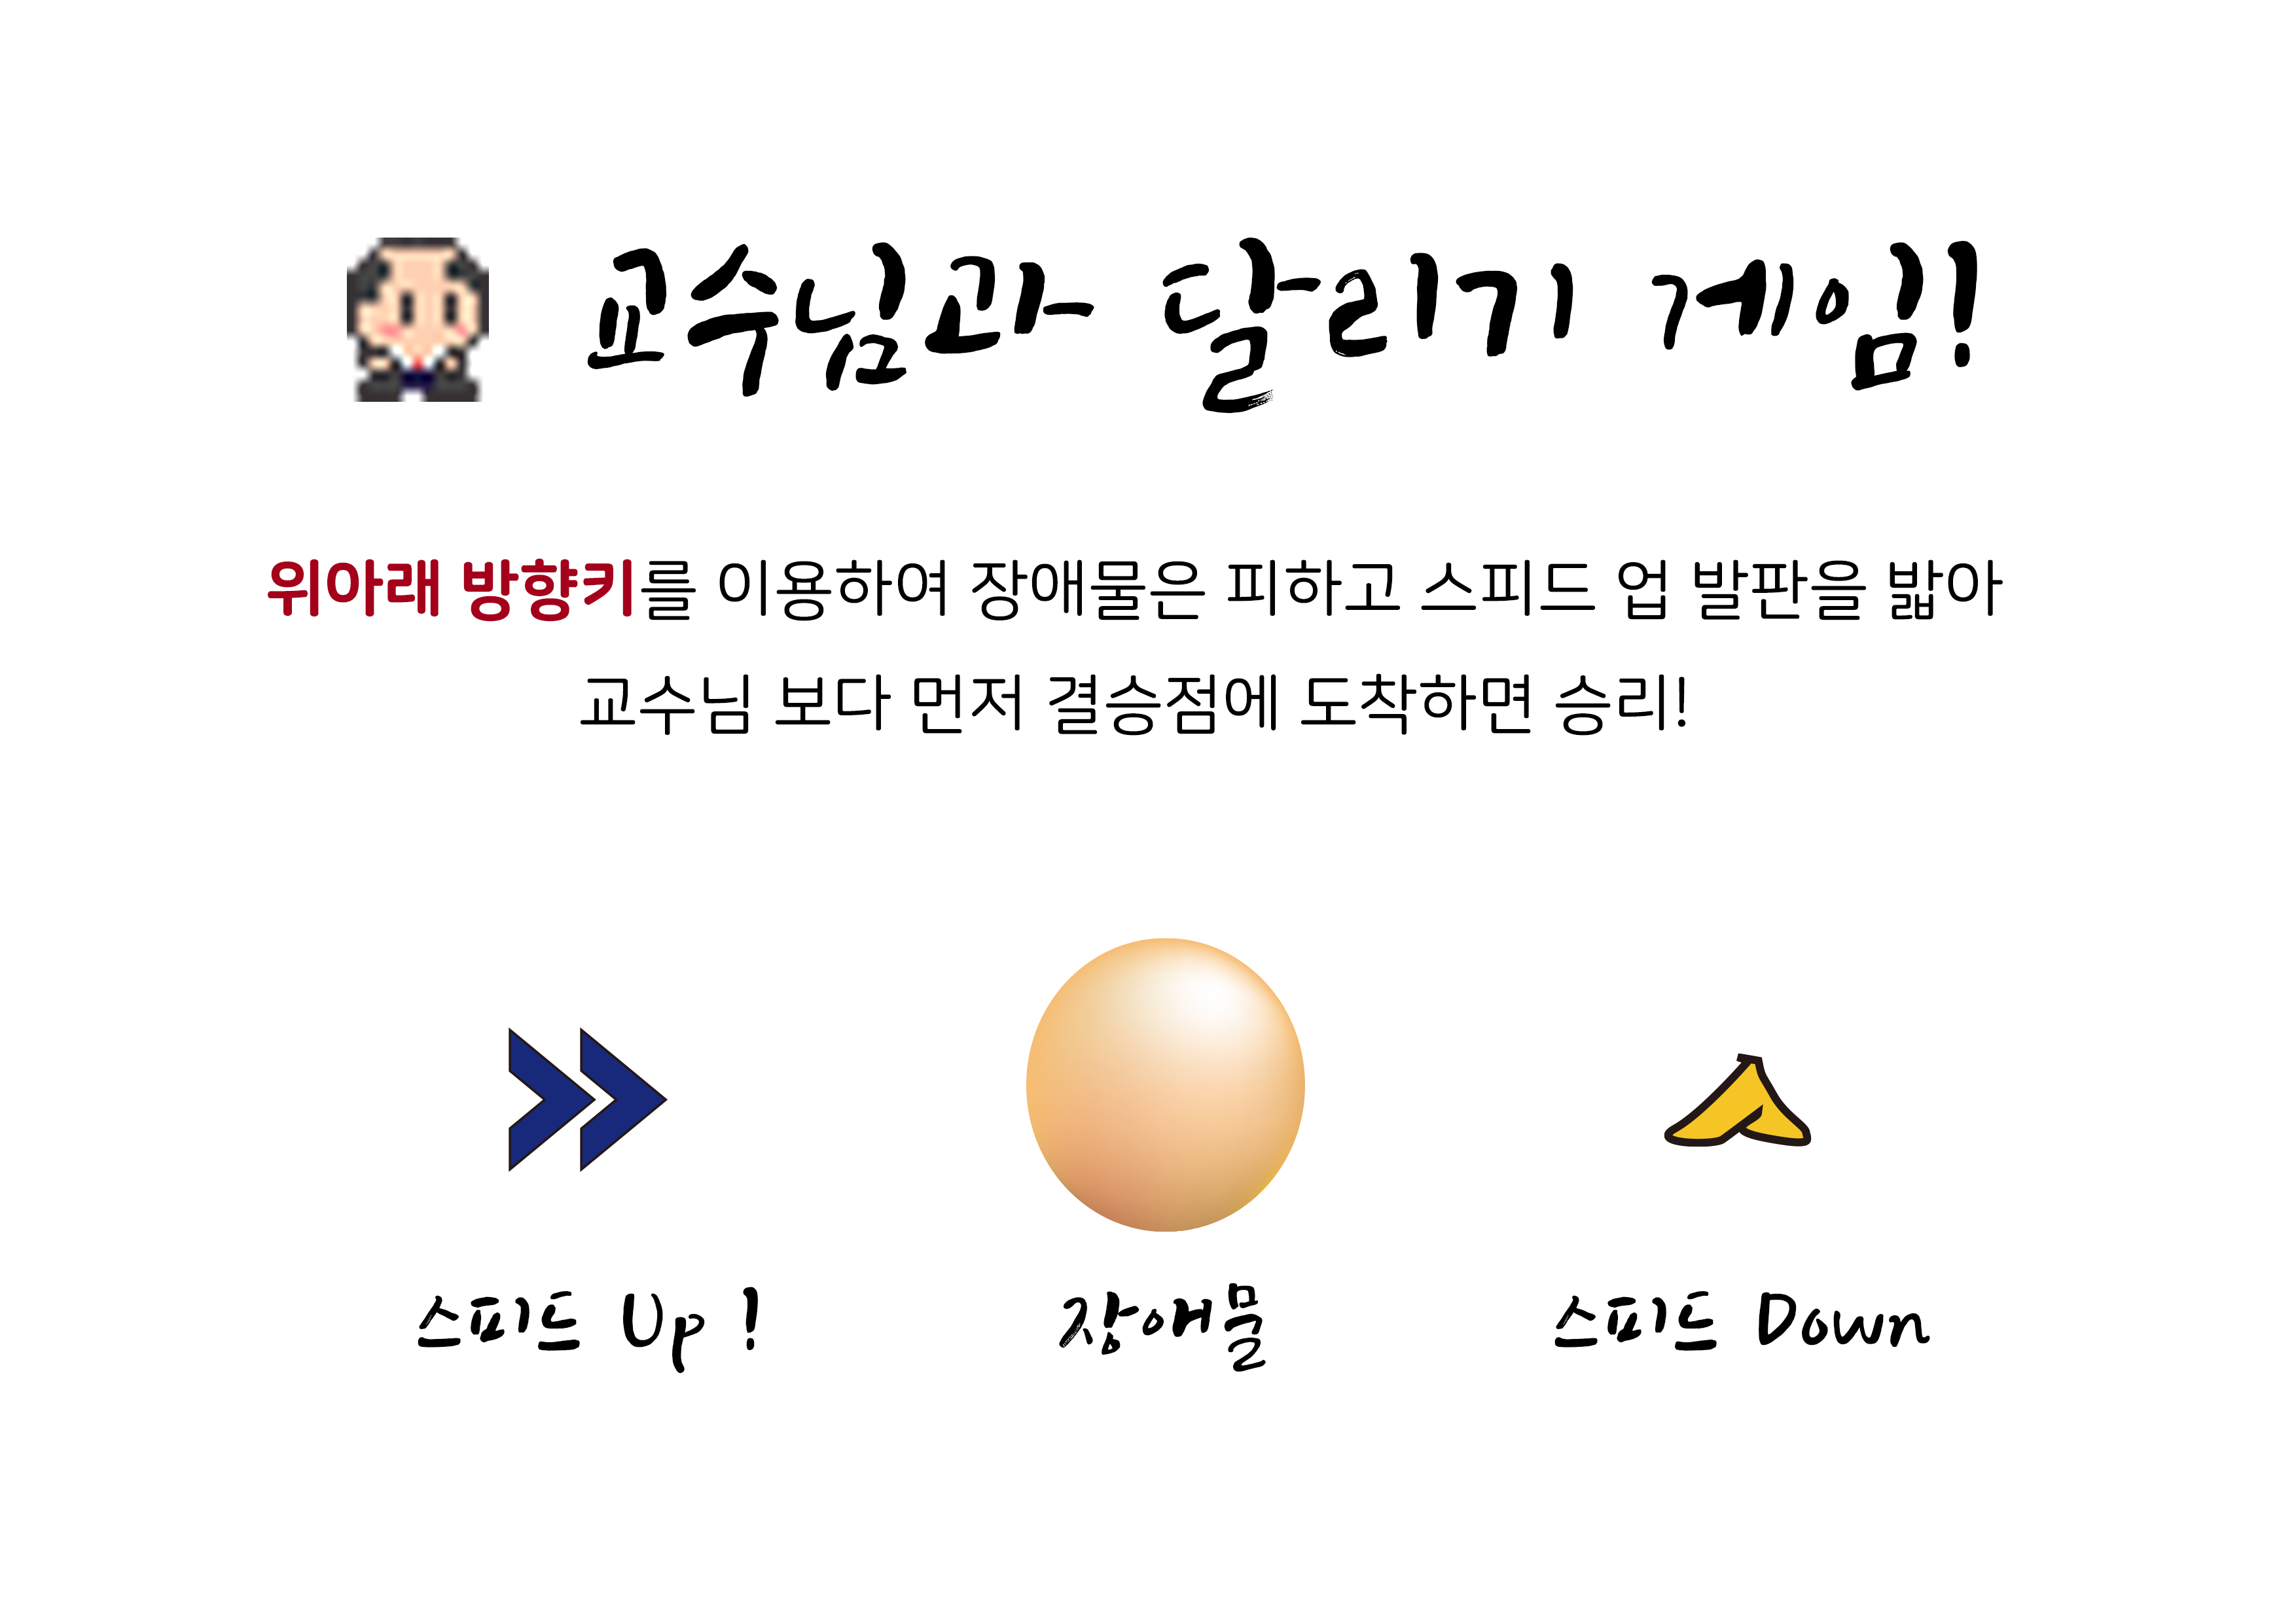 교수님과 달리기 게임!
위아래 방향키를 이용하여 장애물은 피하고 스피드 업 발판을 밟아
교수님 보다 먼저 결승점에 도착하면 승리!
스피드 Up !
장애물
스피드 Down